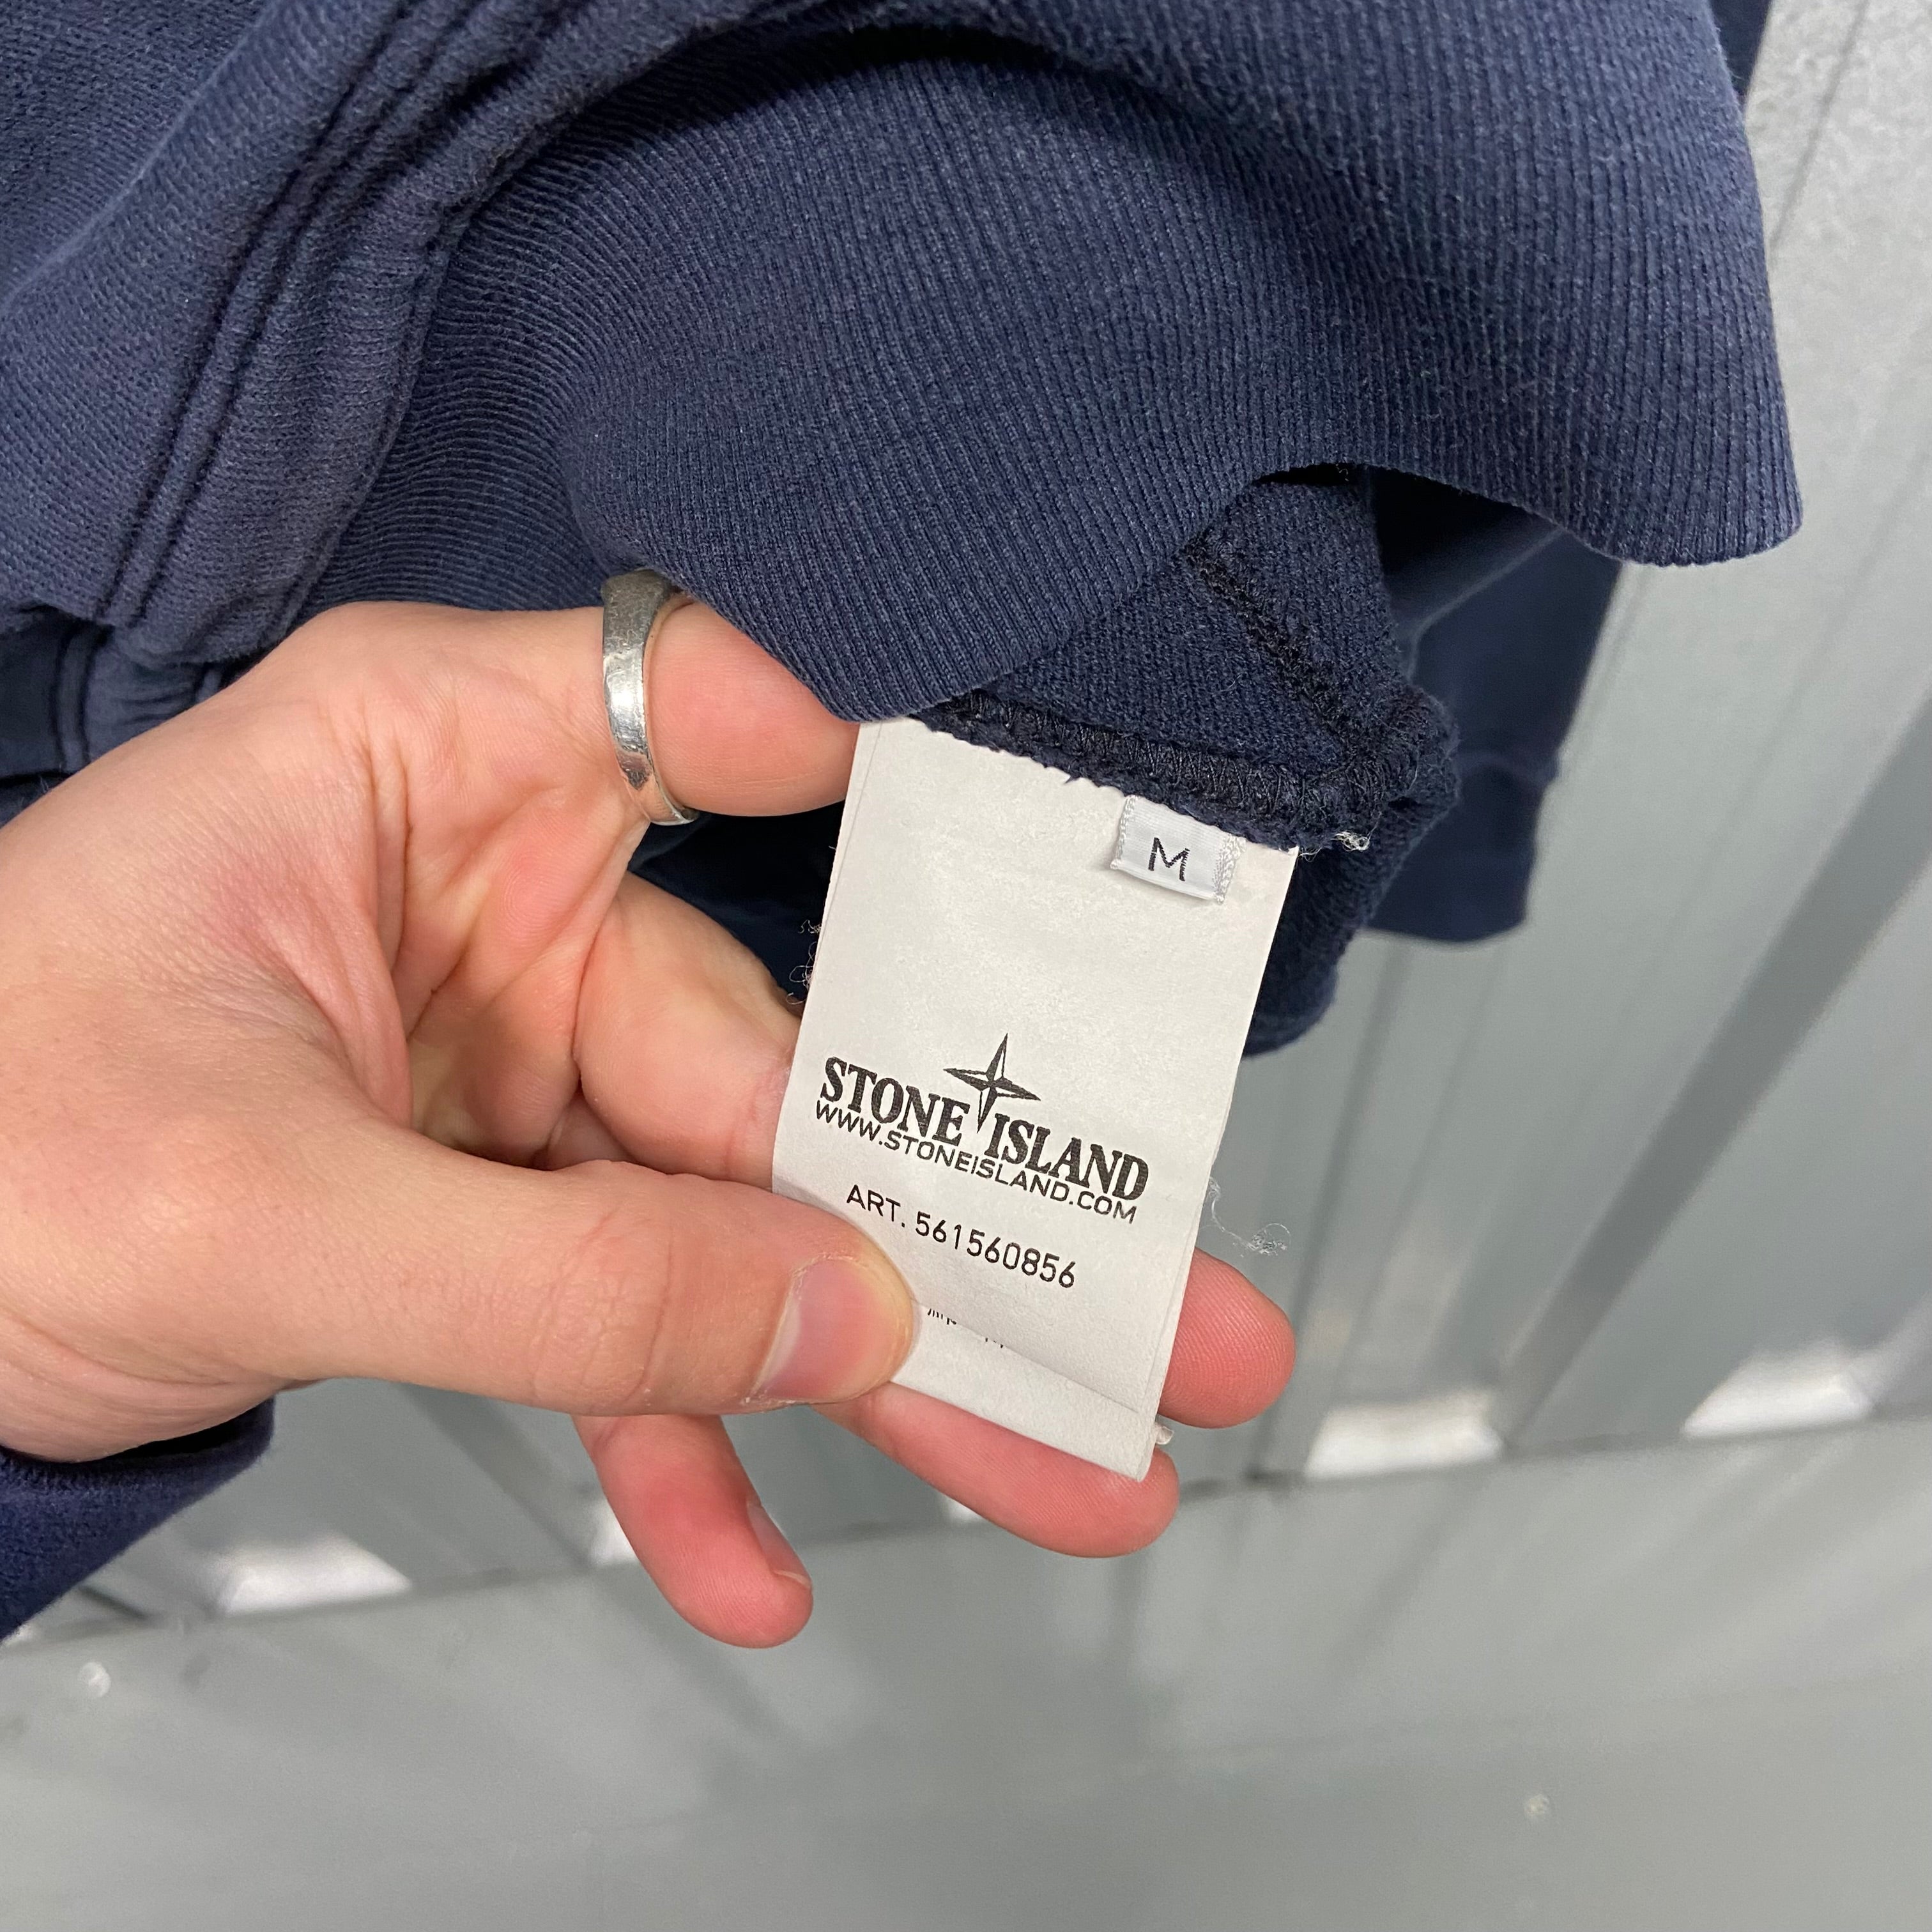 M
STONE ISLAND
WWW.STONEISLAND.COM
ART. 561560856